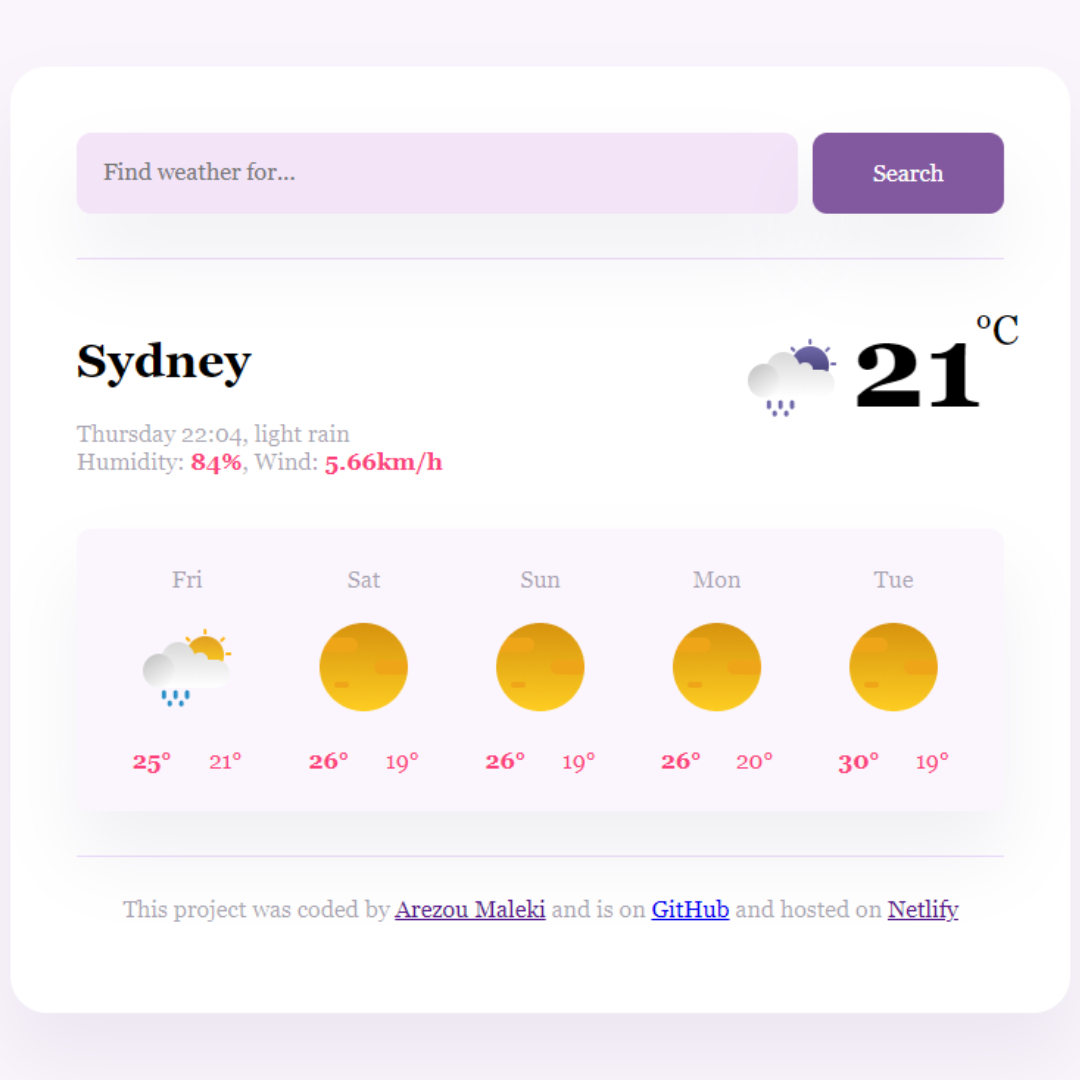 Find weather for...
Search
Sydney
21
°C
Thursday 22:04, light rain
Humidity: 84%, Wind: 5.66km/h
Fri Sat Sun Mon Tue
25° 21° 26° 19° 26° 19° 26° 20° 30° 19°
This project was coded by Arezou Maleki and is on GitHub and hosted on Netlify